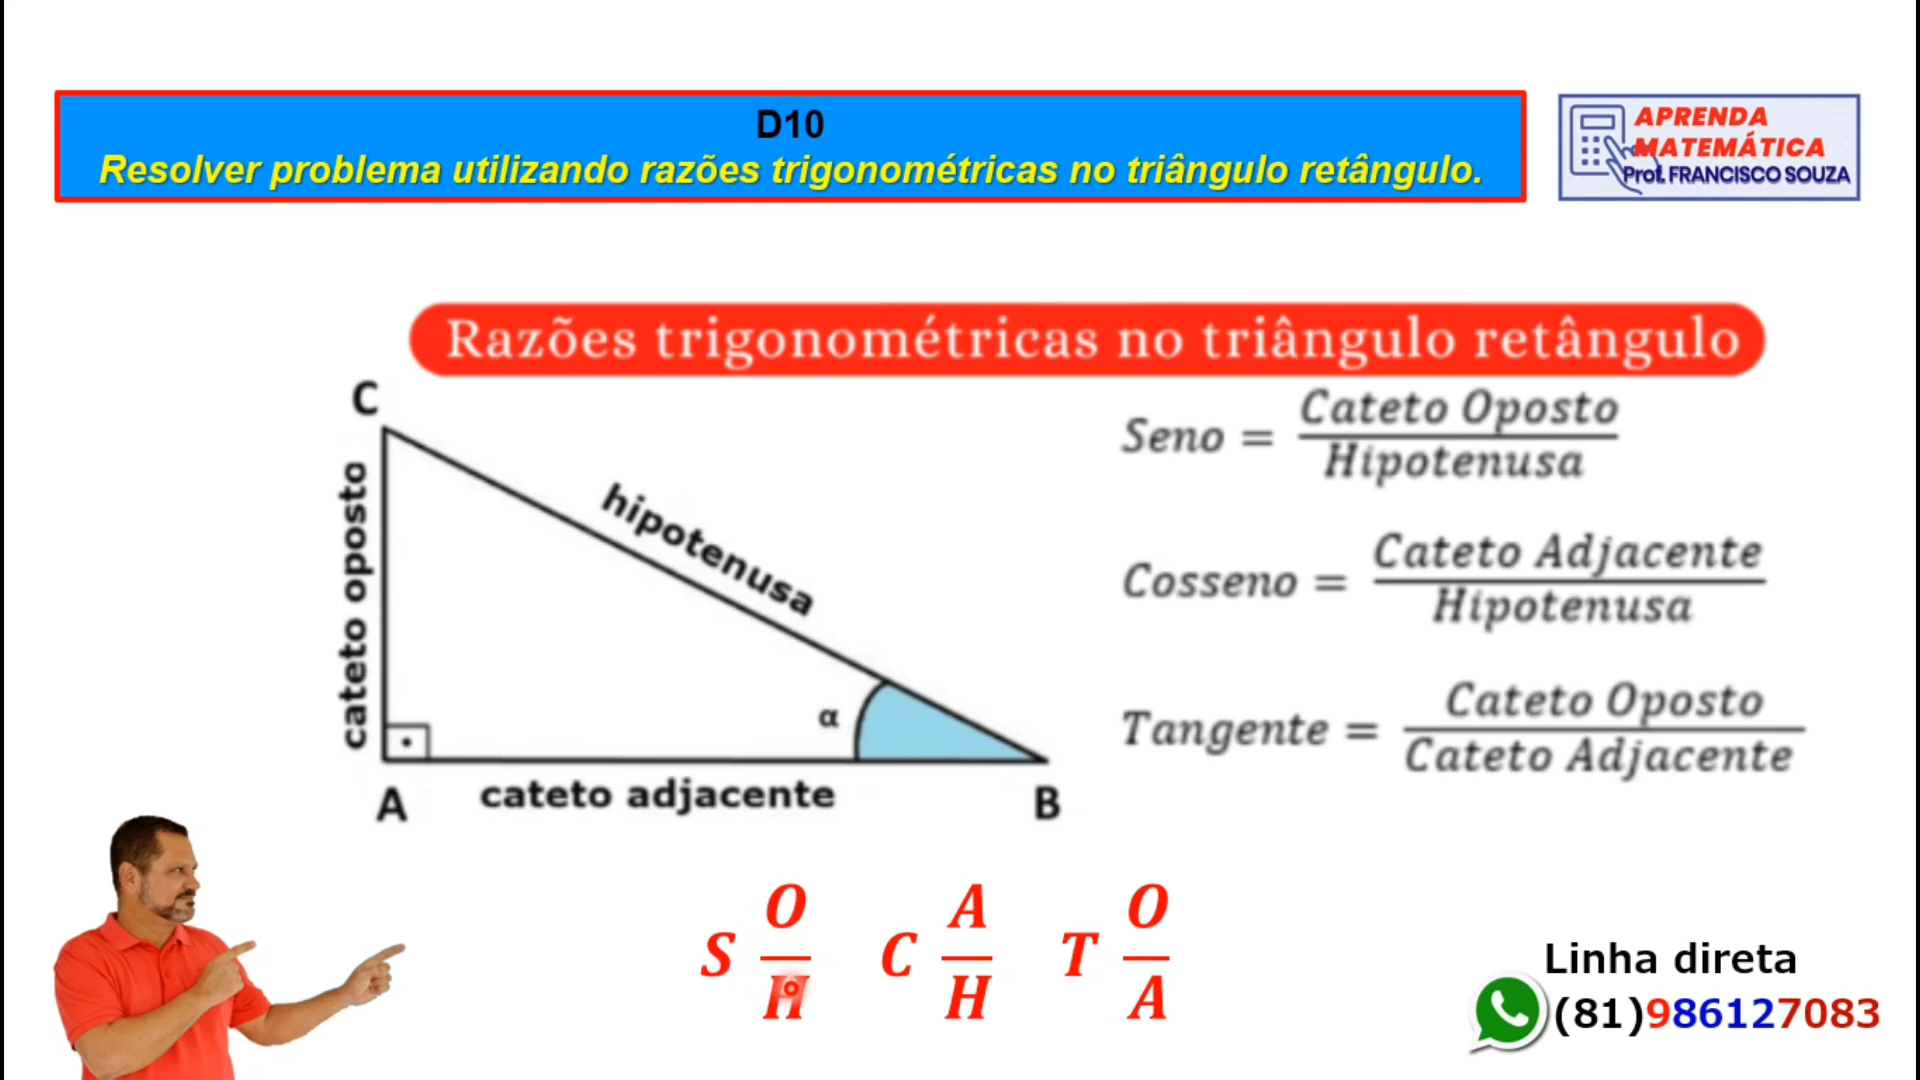 D10
Resolver problema utilizando razões trigonométricas no triângulo retângulo.
APRENDA
MATEMÁTICA
Prof. FRANCISCO SOUZA
Razões trigonométricas no triângulo retângulo
C
cateto oposto
hipotenusa
α
A
cateto adjacente
B
Seno = Cateto Oposto
Hipotenusa
Cosseno = Cateto Adjacente
Hipotenusa
Tangente = Cateto Oposto
Cateto Adjacente
S O/H C A/H T O/A
Linha direta
(81)986127083